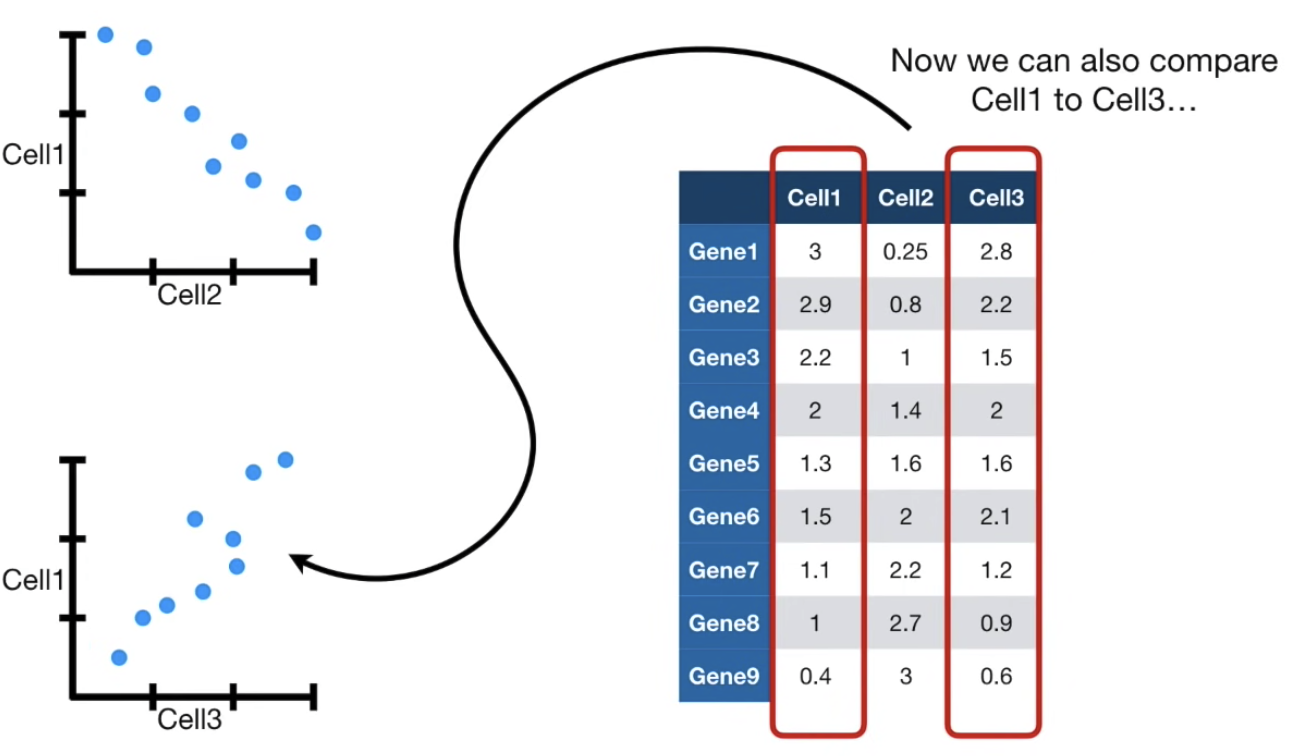 Now we can also compare
Cell1 to Cell3...
Cell1
Cell2
Cell1
Cell3
Cell1 Cell2 Cell3
Gene1 3 0.25 2.8
Gene2 2.9 0.8 2.2
Gene3 2.2 1 1.5
Gene4 2 1.4 2
Gene5 1.3 1.6 1.6
Gene6 1.5 2 2.1
Gene7 1.1 2.2 1.2
Gene8 1 2.7 0.9
Gene9 0.4 3 0.6